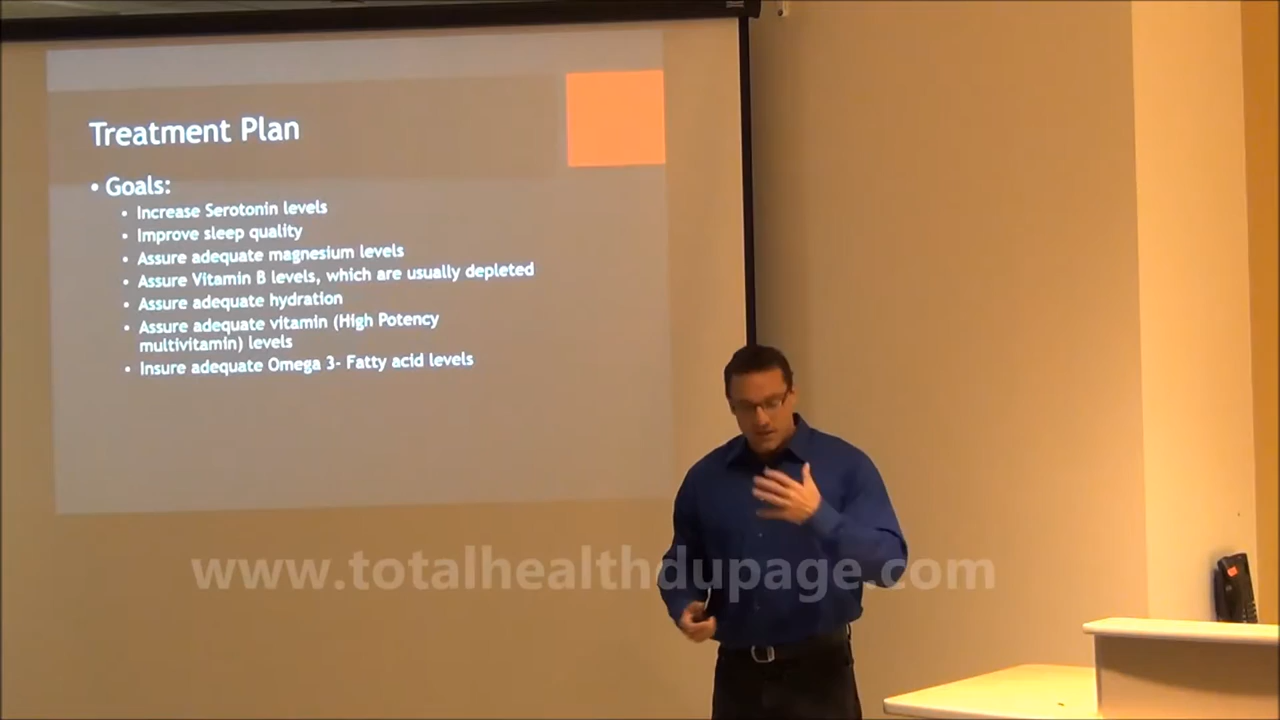 Treatment Plan
• Goals:
• Increase Serotonin levels
• Improve sleep quality
• Assure adequate magnesium levels
• Assure Vitamin B levels, which are usually depleted
• Assure adequate hydration
• Assure adequate vitamin (High Potency
multivitamin) levels
• Insure adequate Omega 3- Fatty acid levels
www.totalhealthdupage.com